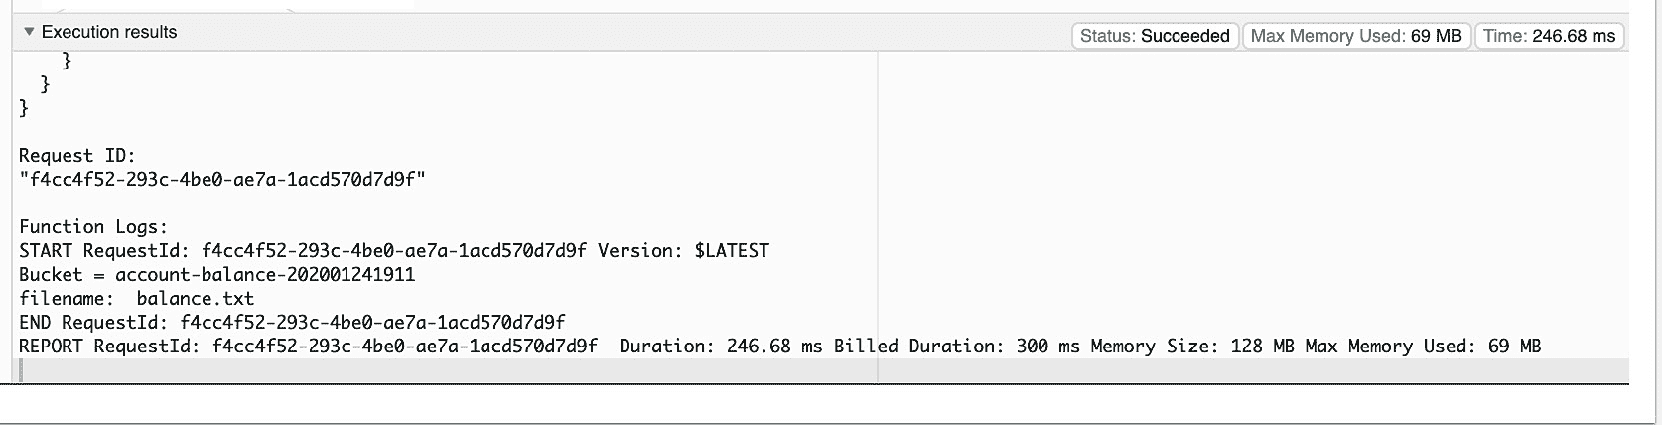 ▼ Execution results
Status: Succeeded Max Memory Used: 69 MB Time: 246.68 ms
    }
  }
}
Request ID:
"f4cc4f52-293c-4be0-ae7a-1acd570d7d9f"
Function Logs:
START RequestId: f4cc4f52-293c-4be0-ae7a-1acd570d7d9f Version: $LATEST
Bucket = account-balance-202001241911
filename:  balance.txt
END RequestId: f4cc4f52-293c-4be0-ae7a-1acd570d7d9f
REPORT RequestId: f4cc4f52-293c-4be0-ae7a-1acd570d7d9f  Duration: 246.68 ms Billed Duration: 300 ms Memory Size: 128 MB Max Memory Used: 69 MB